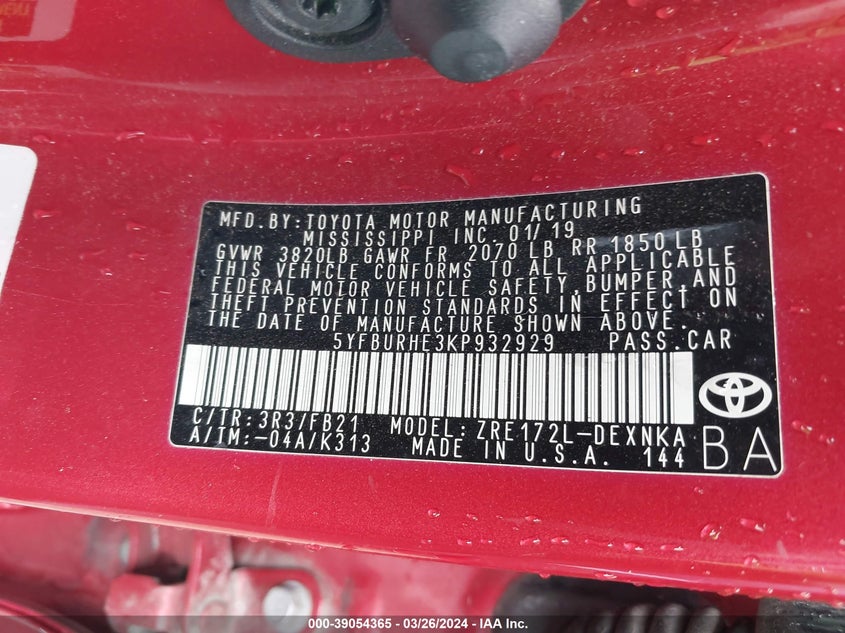 MFD. BY: TOYOTA MOTOR MANUFACTURING
MISSISSIPPI INC 01/19
GVWR 3820LB GAWR FR 2070 LB RR 1850 LB
THIS VEHICLE CONFORMS TO ALL APPLICABLE
FEDERAL MOTOR VEHICLE SAFETY, BUMPER, AND
THEFT PREVENTION STANDARDS IN EFFECT ON
THE DATE OF MANUFACTURE SHOWN ABOVE.
5YFBURHE3KP932929 PASS. CAR
C/TR: 3R3/FB21 MODEL: ZRE172L-DEXNKA
A/TM: -04A/K313 MADE IN U.S.A. 144
BA
000-39054365 - 03/26/2024 - IAA Inc.